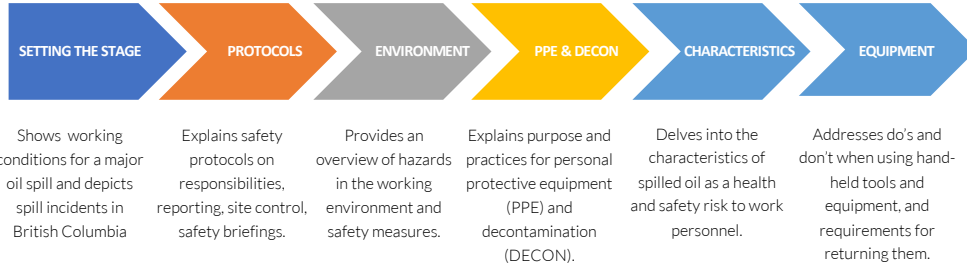 SETTING THE STAGE
PROTOCOLS
ENVIRONMENT
PPE & DECON
CHARACTERISTICS
EQUIPMENT
Shows working
conditions for a major
oil spill and depicts
spill incidents in
British Columbia
Explains safety
protocols on
responsibilities,
reporting, site control,
safety briefings.
Provides an
overview of hazards
in the working
environment and
safety measures.
Explains purpose and
practices for personal
protective equipment
(PPE) and
decontamination
(DECON).
Delves into the
characteristics of
spilled oil as a health
and safety risk to work
personnel.
Addresses do’s and
don’t when using hand-
held tools and
equipment, and
requirements for
returning them.